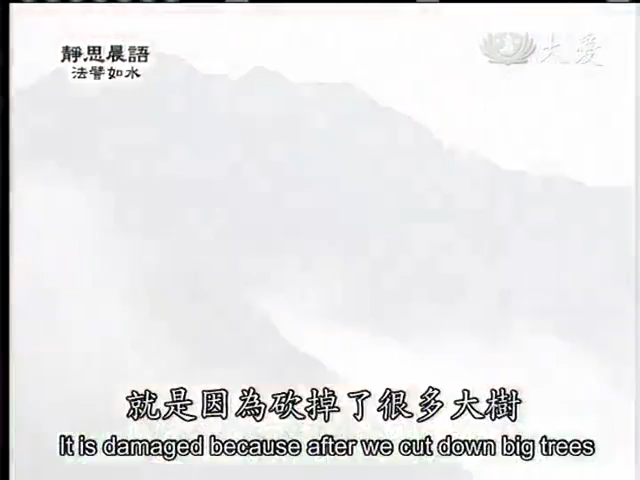 靜思晨語
法譬如水
大愛
就是因為砍掉了很多大樹
It is damaged because after we cut down big trees